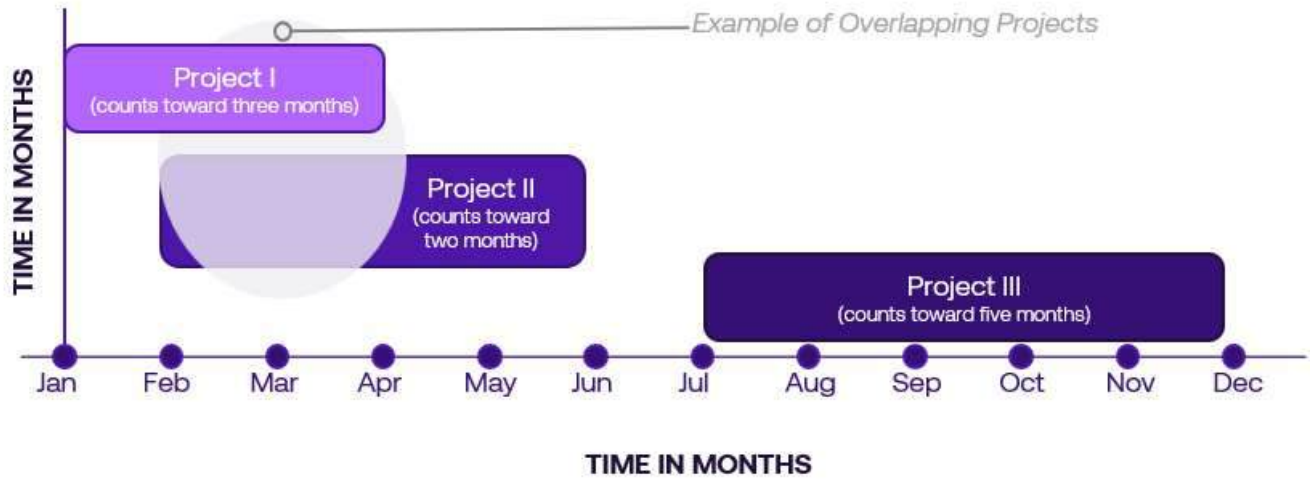 Example of Overlapping Projects
TIME IN MONTHS
Project I
(counts toward three months)
Project II
(counts toward
two months)
Project III
(counts toward five months)
Jan Feb Mar Apr May Jun Jul Aug Sep Oct Nov Dec
TIME IN MONTHS